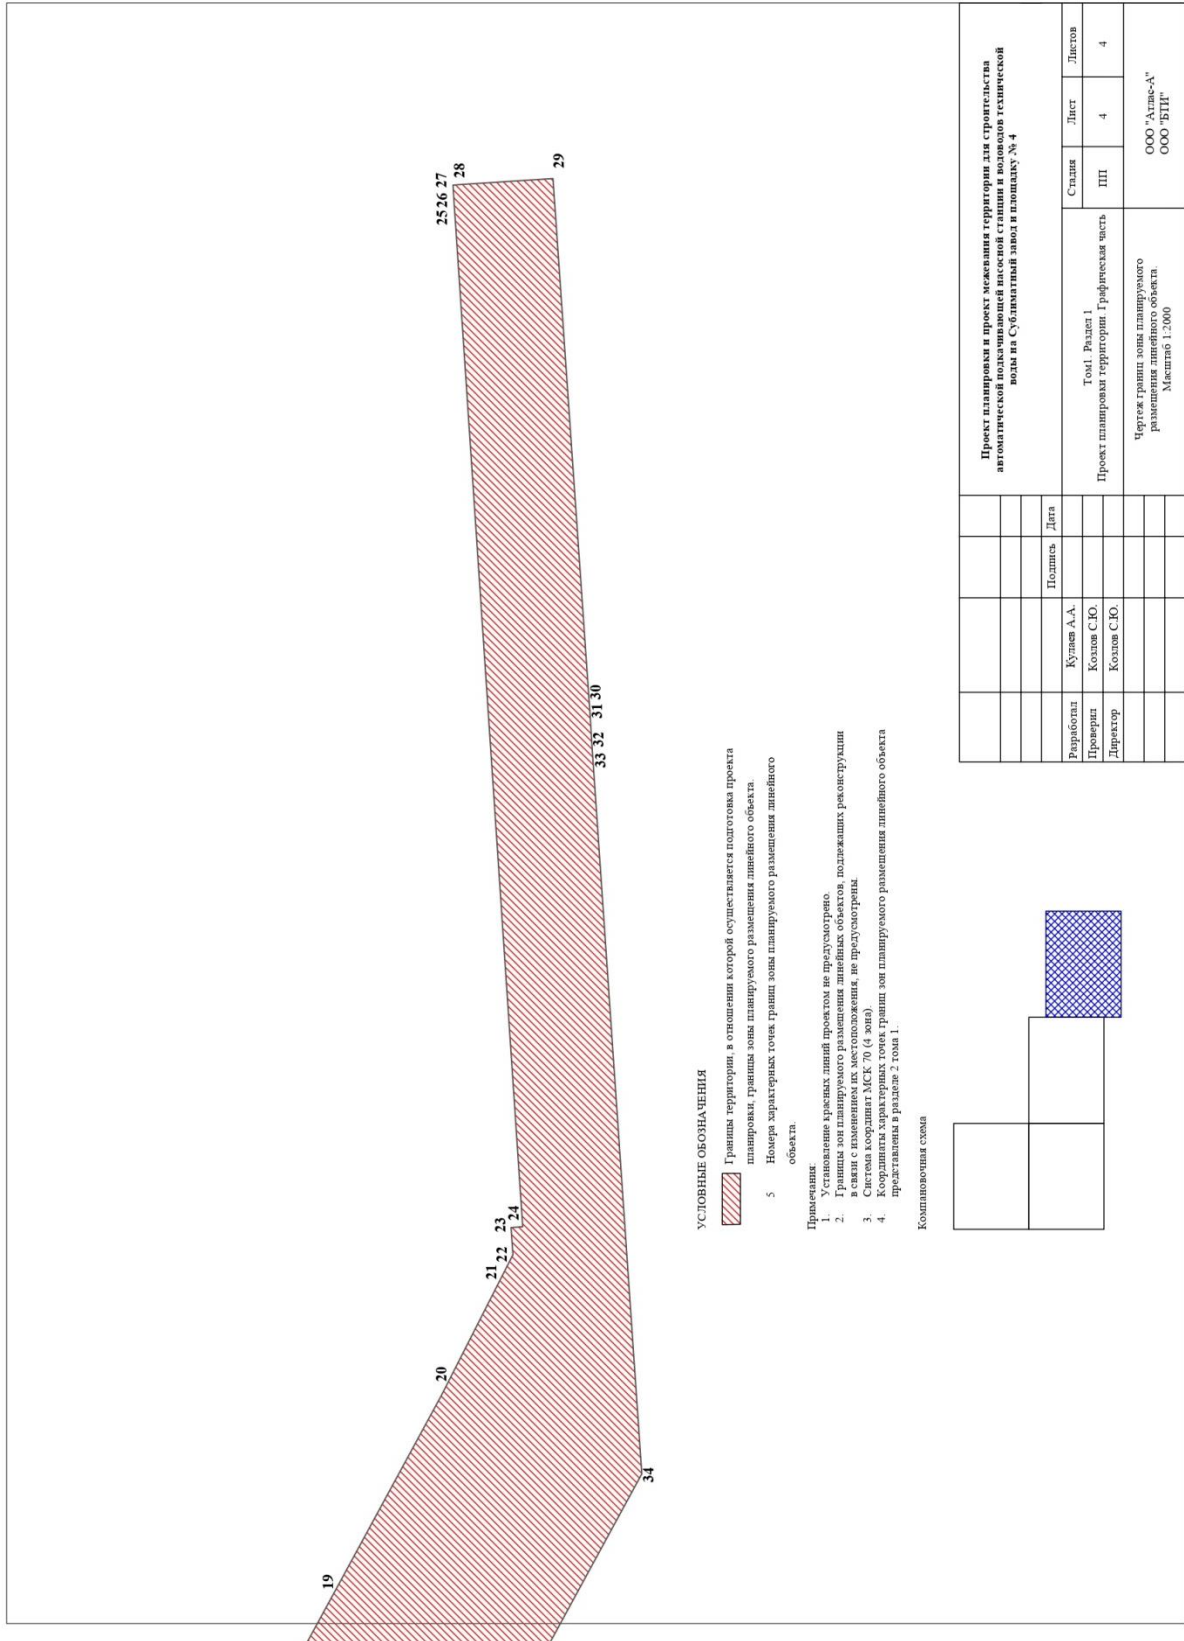 19
20
21
22
23
24
25 26 27
28
29
30
31
32
33
34
УСЛОВНЫЕ ОБОЗНАЧЕНИЯ
Границы территории, в отношении которой осуществляется подготовка проекта
планировки, границы зоны планируемого размещения линейного объекта.
5 Номера характерных точек границ зоны планируемого размещения линейного
объекта.
Примечания:
1. Установление красных линий проектом не предусмотрено.
2. Границы зон планируемого размещения линейных объектов, подлежащих реконструкции
в связи с изменением их местоположения, не предусмотрены.
3. Система координат МСК 70 (4 зона).
4. Координаты характерных точек границ зон планируемого размещения линейного объекта
представлены в разделе 2 тома 1.
Компановочная схема
Проект планировки и проект межевания территории для строительства
автоматической подкачивающей насосной станции и водоводов технической
воды на Сублиматный завод и площадку № 4
Подпись Дата
Разработал Кулаев А.А.
Проверил Козлов С.Ю.
Директор Козлов С.Ю.
Том1. Раздел 1
Проект планировки территории. Графическая часть
Стадия Лист Листов
ПП 4 4
Чертеж границ зоны планируемого
размещения линейного объекта.
Масштаб 1:2000
ООО "Атлас-А"
ООО "БТИ"